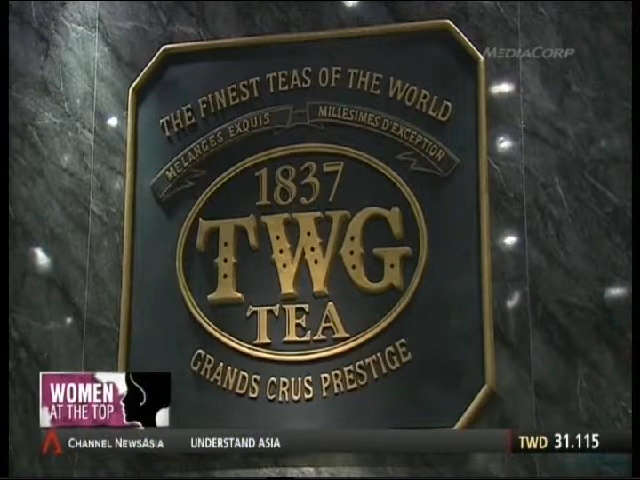 MEDIACORP
THE FINEST TEAS OF THE WORLD
MELANGES EXQUIS MILLESIMES D'EXCEPTION
1837
TWG
TEA
GRANDS CRUS PRESTIGE
WOMEN
AT THE TOP
CHANNEL NEWSASIA UNDERSTAND ASIA TWD 31.115